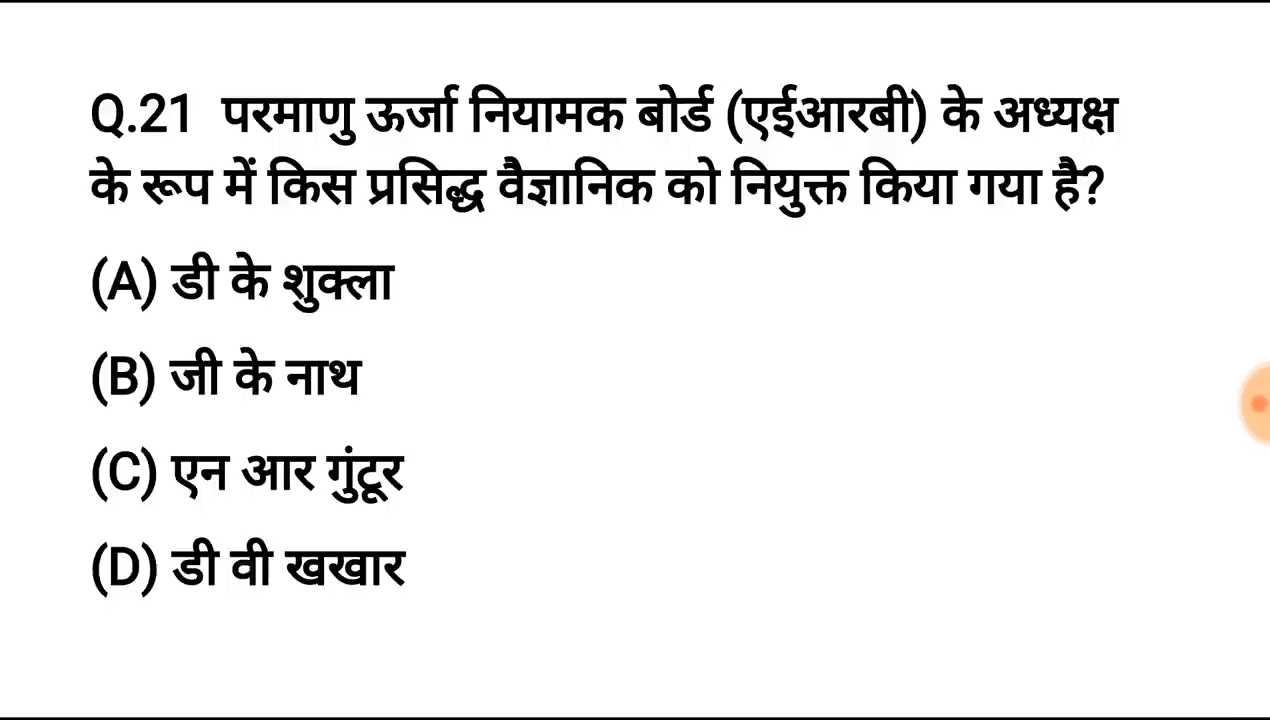 Q.21 परमाणु ऊर्जा नियामक बोर्ड (एईआरबी) के अध्यक्ष
के रूप में किस प्रसिद्ध वैज्ञानिक को नियुक्त किया गया है?
(A) डी के शुक्ला
(B) जी के नाथ
(C) एन आर गुंटूर
(D) डी वी खखार